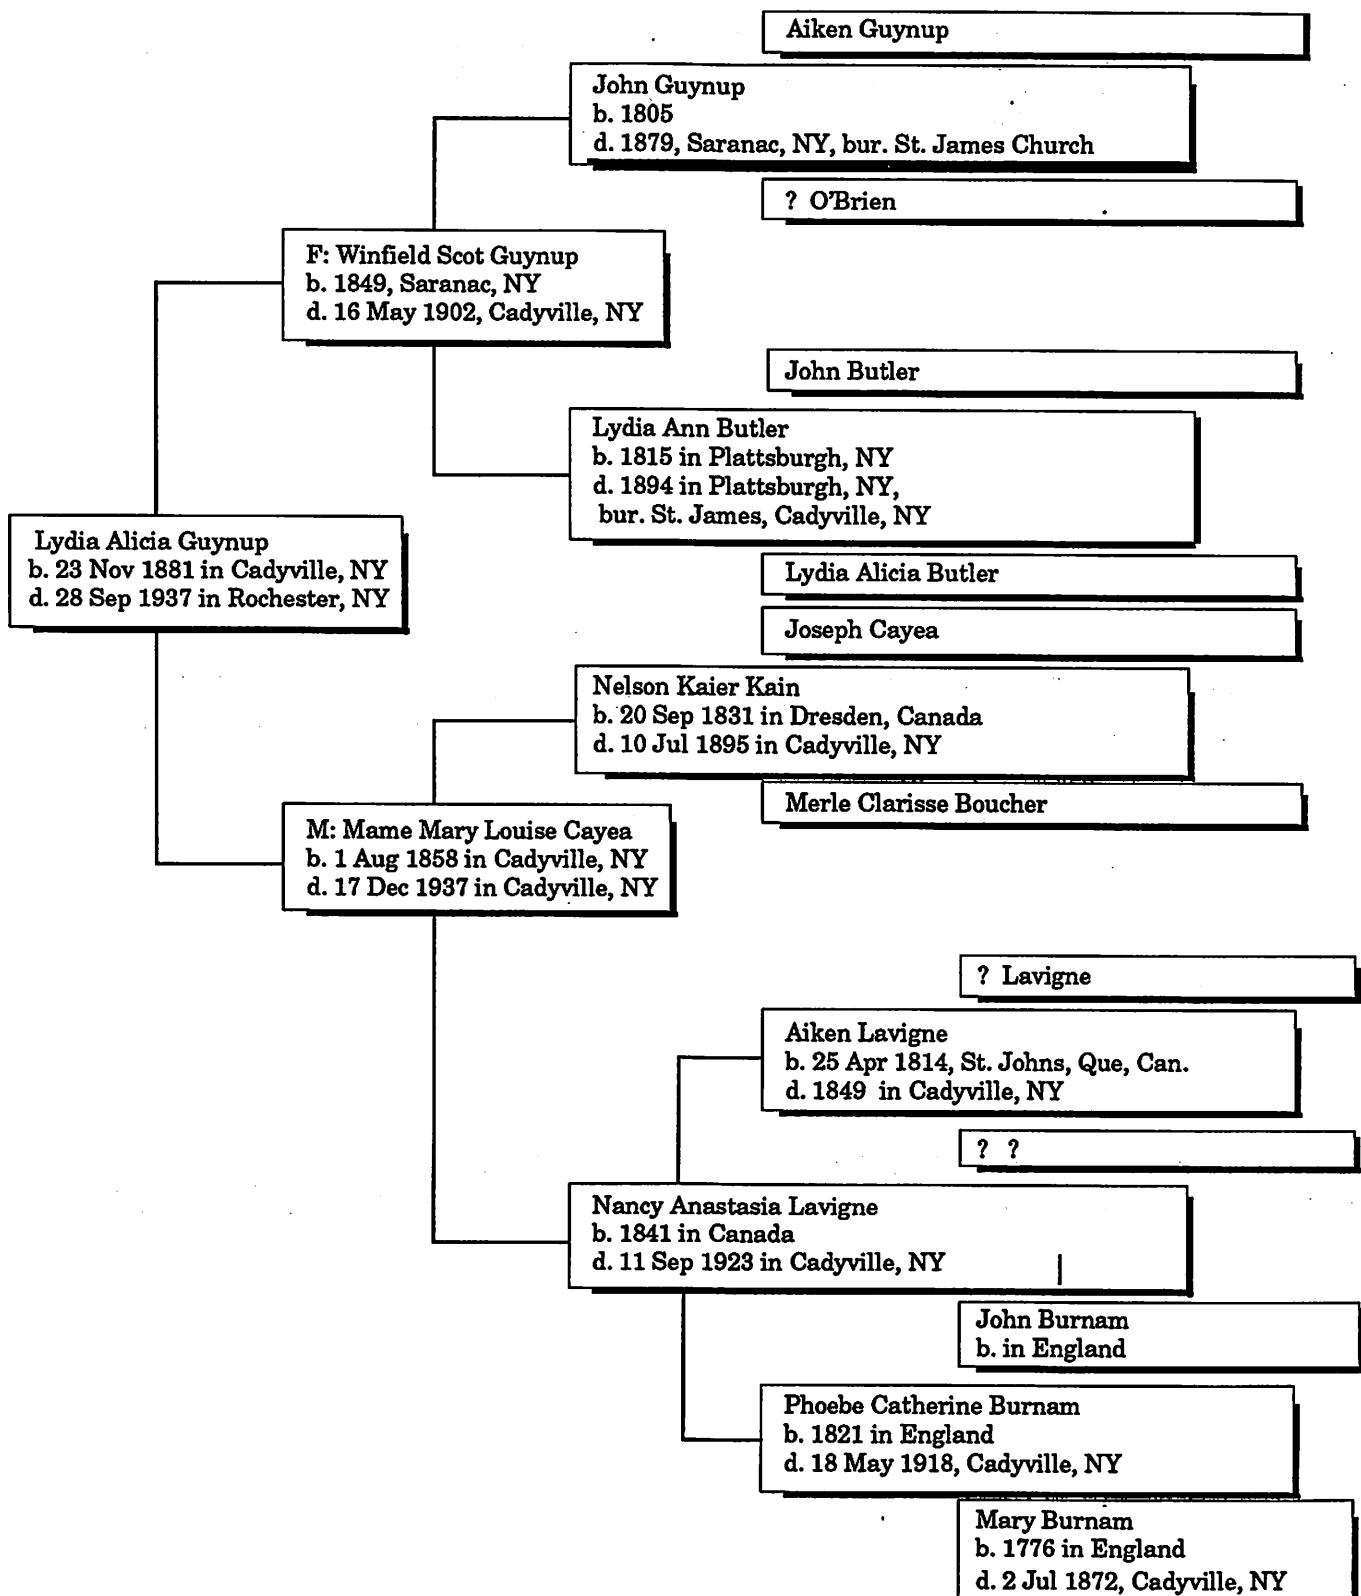 Aiken Guynup
John Guynup
b. 1805
d. 1879, Saranac, NY, bur. St. James Church
? O'Brien
F: Winfield Scot Guynup
b. 1849, Saranac, NY
d. 16 May 1902, Cadyville, NY
John Butler
Lydia Ann Butler
b. 1815 in Plattsburgh, NY
d. 1894 in Plattsburgh, NY,
bur. St. James, Cadyville, NY
Lydia Alicia Guynup
b. 23 Nov 1881 in Cadyville, NY
d. 28 Sep 1937 in Rochester, NY
Lydia Alicia Butler
Joseph Cayea
Nelson Kaier Kain
b. 20 Sep 1831 in Dresden, Canada
d. 10 Jul 1895 in Cadyville, NY
Merle Clarisse Boucher
M: Mame Mary Louise Cayea
b. 1 Aug 1858 in Cadyville, NY
d. 17 Dec 1937 in Cadyville, NY
? Lavigne
Aiken Lavigne
b. 25 Apr 1814, St. Johns, Que, Can.
d. 1849 in Cadyville, NY
? ?
Nancy Anastasia Lavigne
b. 1841 in Canada
d. 11 Sep 1923 in Cadyville, NY
John Burnam
b. in England
Phoebe Catherine Burnam
b. 1821 in England
d. 18 May 1918, Cadyville, NY
Mary Burnam
b. 1776 in England
d. 2 Jul 1872, Cadyville, NY